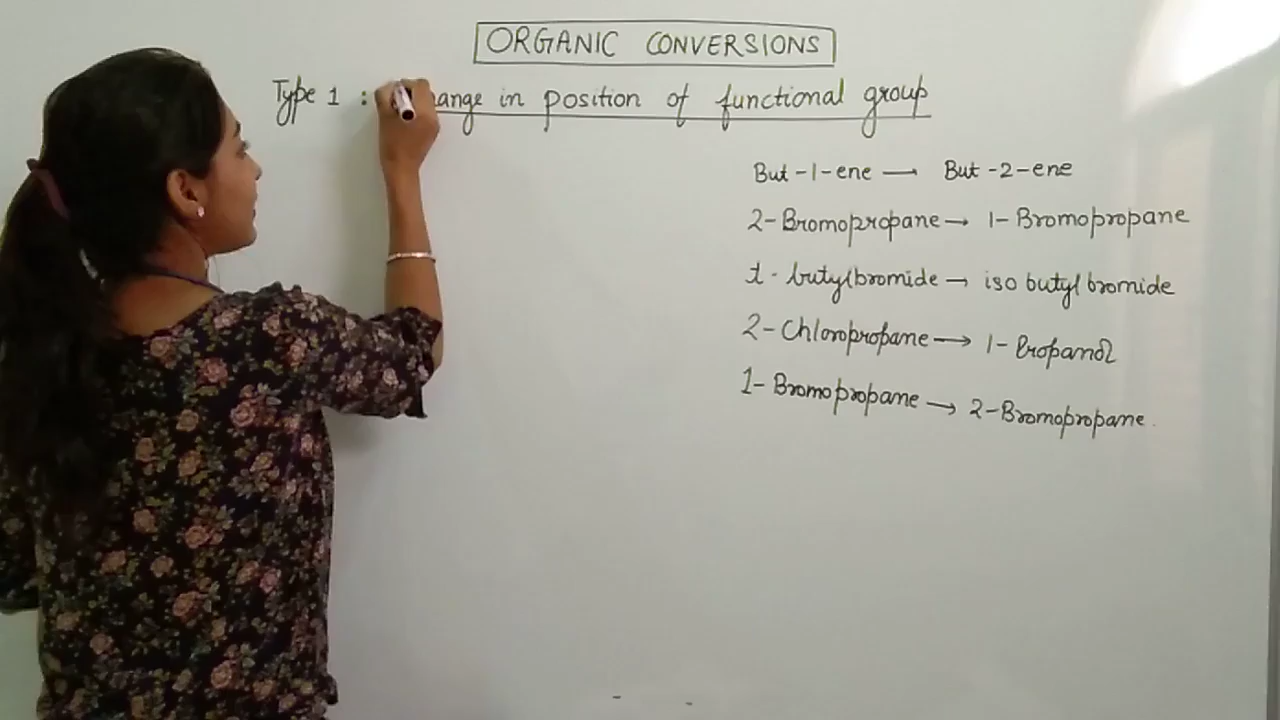 ORGANIC CONVERSIONS
Type 1 : ange in position of functional group
But -1-ene → But -2-ene
2-Bromopropane → 1-Bromopropane
t-butylbromide → iso butyl bromide
2-Chloropropane → 1-Propanol
1-Bromopropane → 2-Bromopropane.